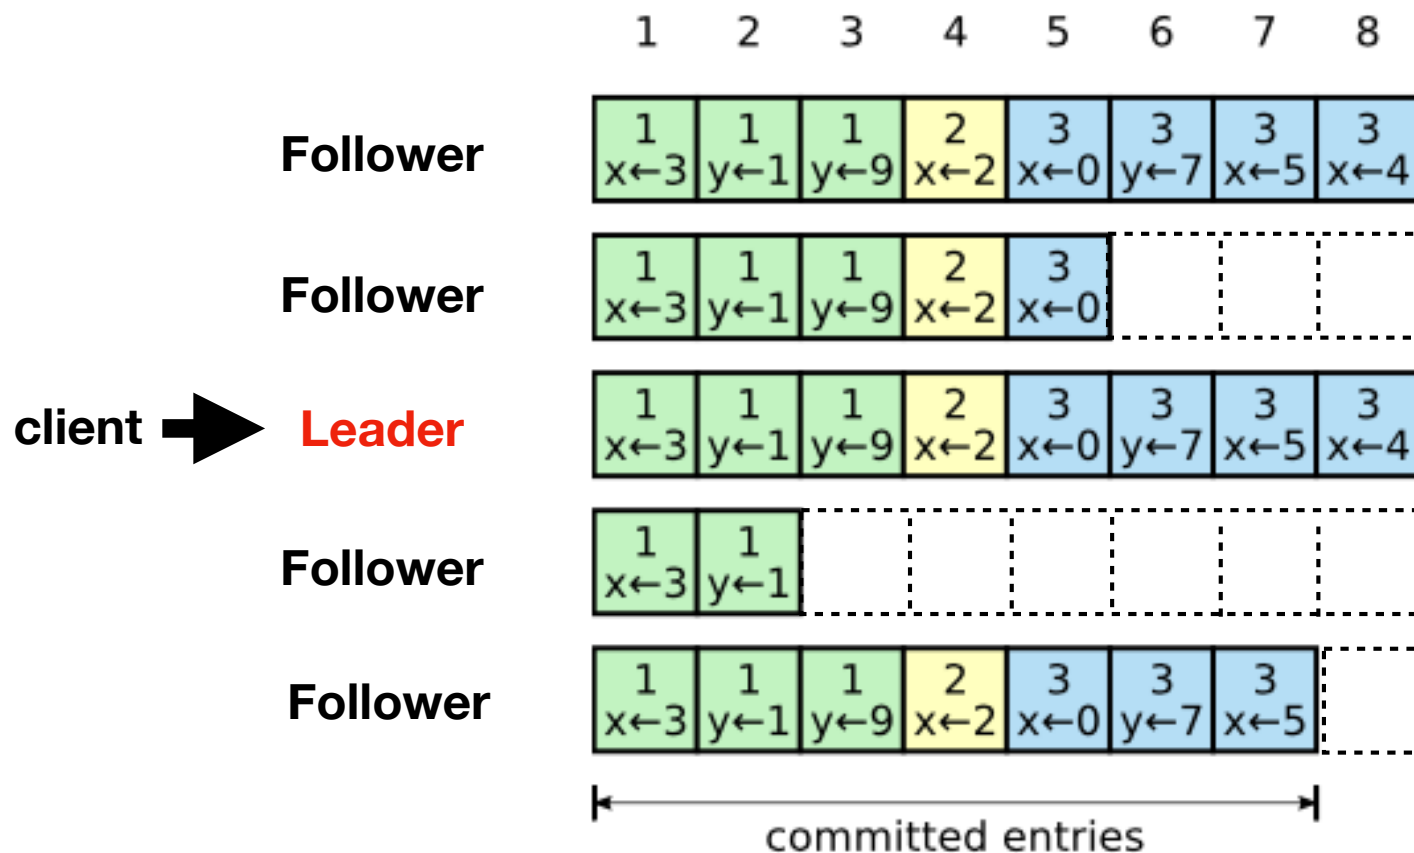 1 2 3 4 5 6 7 8
Follower
1 1 1 2 3 3 3 3
x←3 y←1 y←9 x←2 x←0 y←7 x←5 x←4
Follower
1 1 1 2 3
x←3 y←1 y←9 x←2 x←0
client Leader
1 1 1 2 3 3 3 3
x←3 y←1 y←9 x←2 x←0 y←7 x←5 x←4
Follower
1 1
x←3 y←1
Follower
1 1 1 2 3 3 3
x←3 y←1 y←9 x←2 x←0 y←7 x←5
committed entries